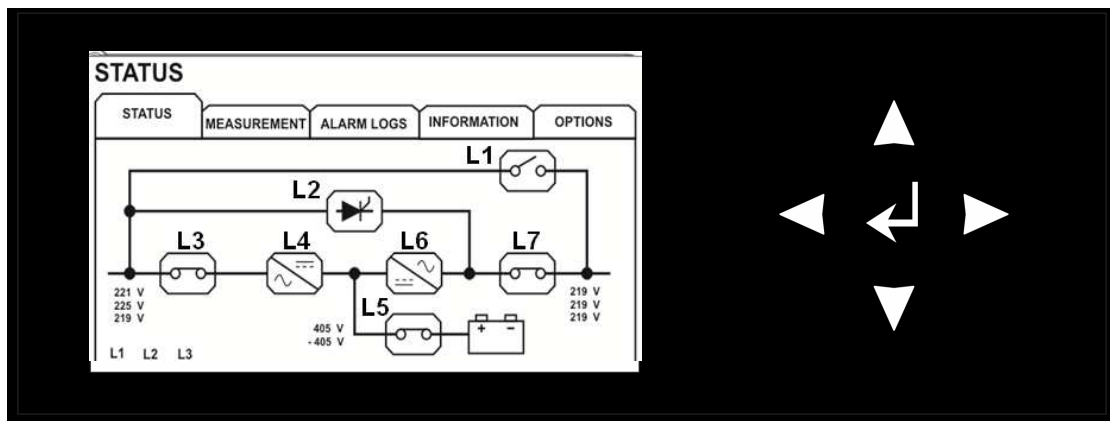 STATUS
STATUS MEASUREMENT ALARM LOGS INFORMATION OPTIONS
L1
L2
L3 L4 L6 L7
221 V
225 V
219 V
219 V
219 V
219 V
L5
405 V
- 405 V
+ -
L1 L2 L3